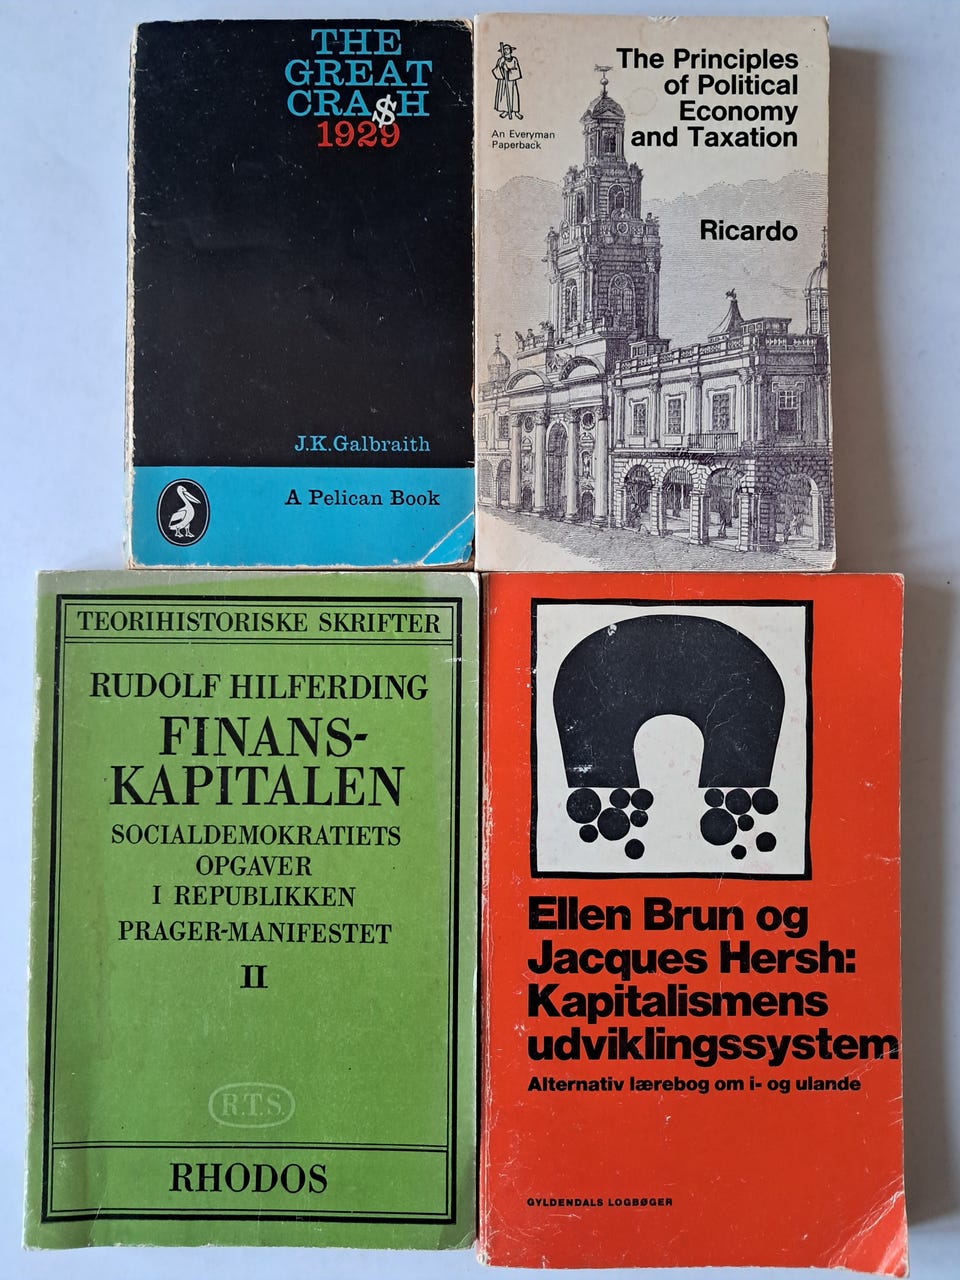 THE
GREAT
CRA$H
1929
J.K.Galbraith
A Pelican Book
The Principles
of Political
Economy
and Taxation
An Everyman
Paperback
Ricardo
TEORIHISTORISKE SKRIFTER
RUDOLF HILFERDING
FINANS-
KAPITALEN
SOCIALDEMOKRATIETS
OPGAVER
I REPUBLIKKEN
PRAGER-MANIFESTET
II
R.T.S.
RHODOS
Ellen Brun og
Jacques Hersh:
Kapitalismens
udviklingssystem
Alternativ lærebog om i- og ulande
GYLDENDALS LOGBØGER